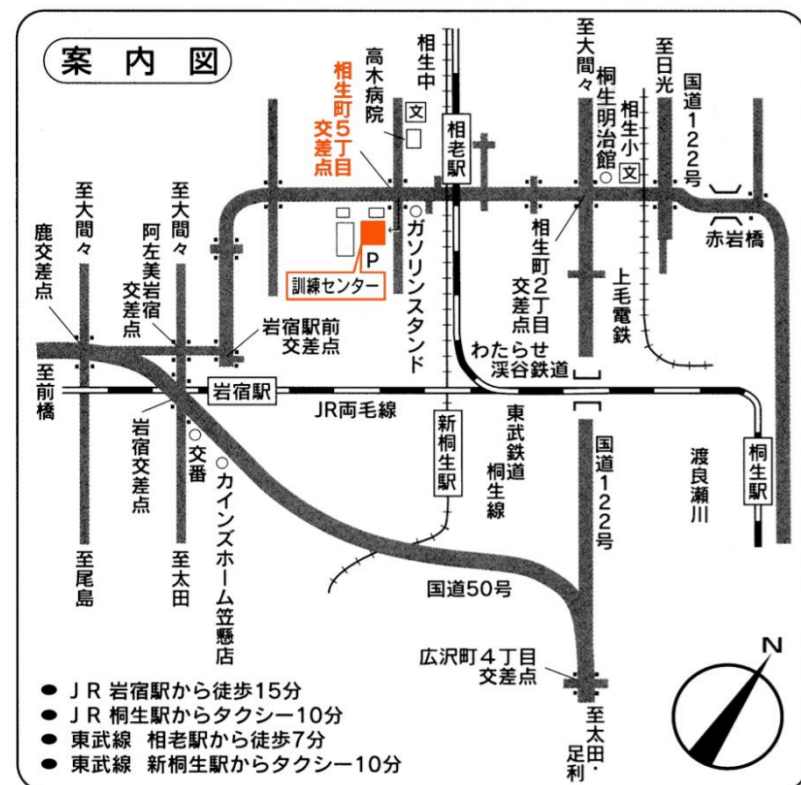 案内図
相生町5丁目
交差点
高木病院
相生中
文
相老駅
至大間々
桐生明治館
相生小
文
至日光
国道122号
赤岩橋
至大間々
至大間々
鹿交差点
阿左美岩宿
交差点
岩宿駅前
交差点
P
訓練センター
ガソリンスタンド
相生町2丁目
交差点
上毛電鉄
わたらせ
渓谷鉄道
至前橋
岩宿駅
JR両毛線
岩宿交差点
交番
カインズホーム笠懸店
新桐生駅
東武鉄道
桐生線
国道122号
渡良瀬川
桐生駅
至尾島
至太田
国道50号
広沢町4丁目
交差点
至太田・
足利
N
● JR 岩宿駅から徒歩15分
● JR 桐生駅からタクシー10分
● 東武線 相老駅から徒歩7分
● 東武線 新桐生駅からタクシー10分